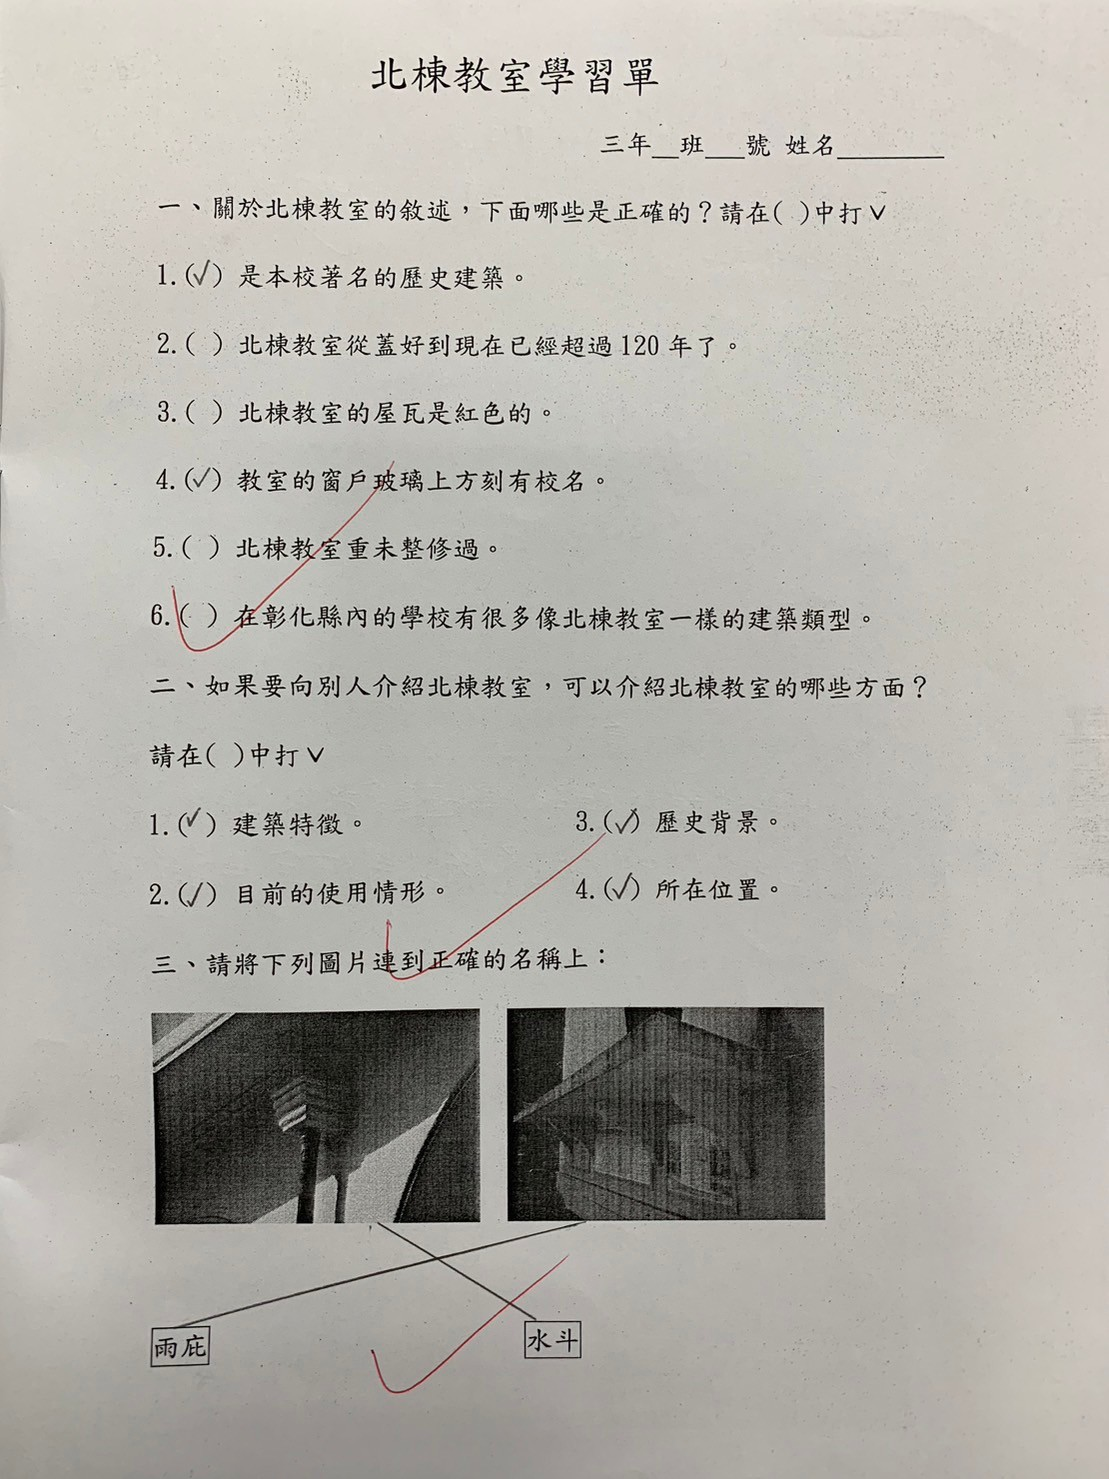 北棟教室學習單
三年__班___號 姓名________
一、關於北棟教室的敘述，下面哪些是正確的？請在( )中打∨
1.(✓) 是本校著名的歷史建築。
2.( ) 北棟教室從蓋好到現在已經超過120年了。
3.( ) 北棟教室的屋瓦是紅色的。
4.(✓) 教室的窗戶玻璃上方刻有校名。
5.( ) 北棟教室重未整修過。
6.( ) 在彰化縣內的學校有很多像北棟教室一樣的建築類型。
二、如果要向別人介紹北棟教室，可以介紹北棟教室的哪些方面？
請在( )中打∨
1.(✓) 建築特徵。
3.(✓) 歷史背景。
2.(✓) 目前的使用情形。
4.(✓) 所在位置。
三、請將下列圖片連到正確的名稱上：
雨庇
水斗